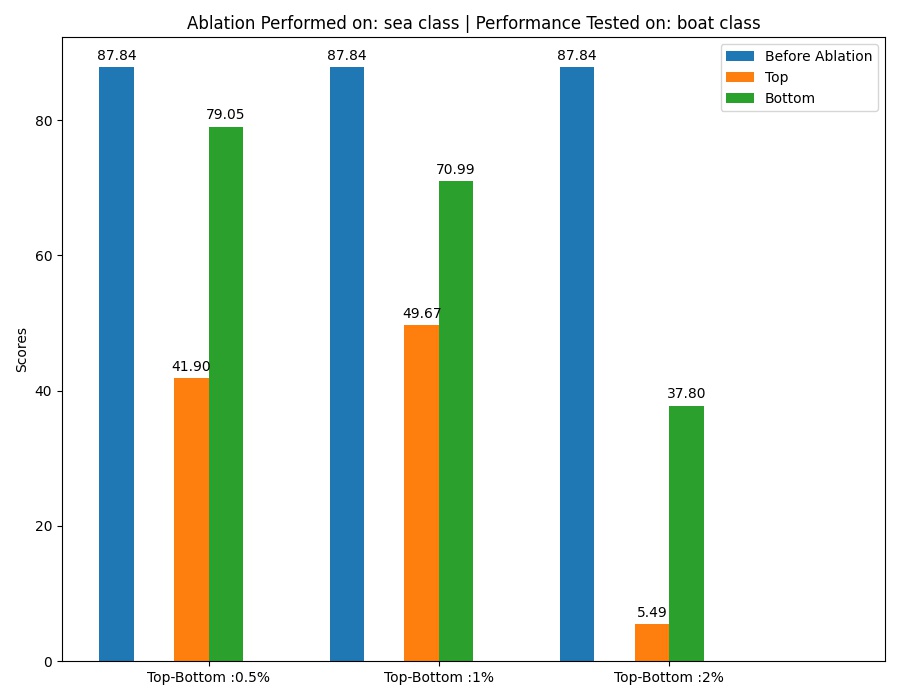 Ablation Performed on: sea class | Performance Tested on: boat class
87.84
87.84
87.84
Before Ablation
Top
Bottom
79.05
70.99
49.67
41.90
37.80
5.49
Scores
80
60
40
20
0
Top-Bottom :0.5%
Top-Bottom :1%
Top-Bottom :2%